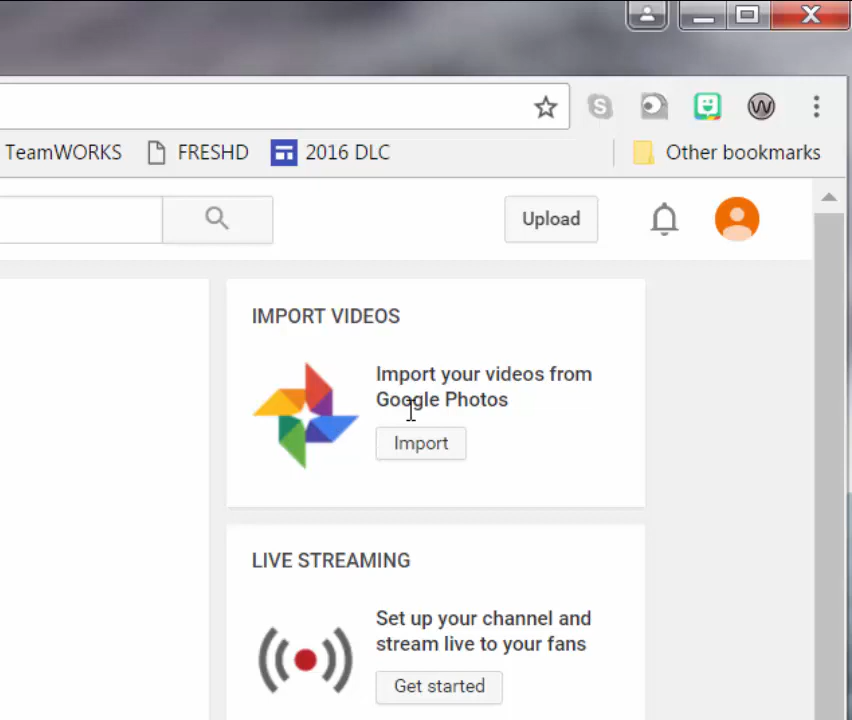 TeamWORKS FRESHD 2016 DLC Other bookmarks
Upload
IMPORT VIDEOS
Import your videos from
Google Photos
Import
LIVE STREAMING
Set up your channel and
stream live to your fans
Get started